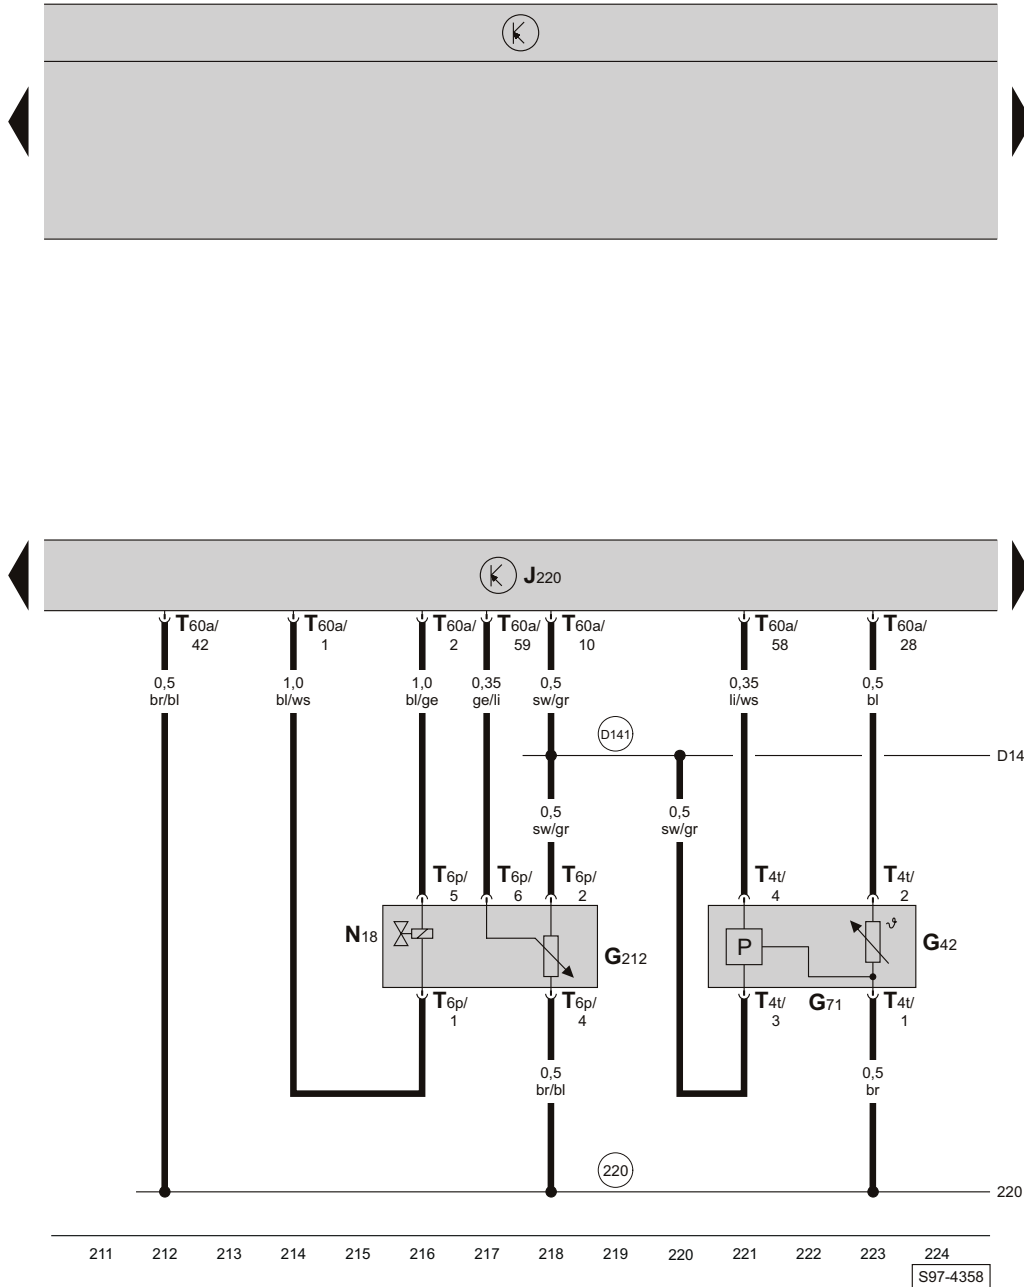 J220
T60a/ T60a/ T60a/ T60a/ T60a/ T60a/ T60a/
42 1 2 59 10 58 28
0,5 1,0 1,0 0,35 0,5 0,35 0,5
br/bl bl/ws bl/ge ge/li sw/gr li/ws bl
D141
D14
0,5 0,5
sw/gr sw/gr
T6p/ T6p/ T6p/ T4t/ T4t/
5 6 2 4 2
N18 G212 P ϑ G42
T6p/ T6p/ T4t/ G71 T4t/
1 4 3 1
0,5 0,5
br/bl br
220
220
211 212 213 214 215 216 217 218 219 220 221 222 223 224
S97-4358